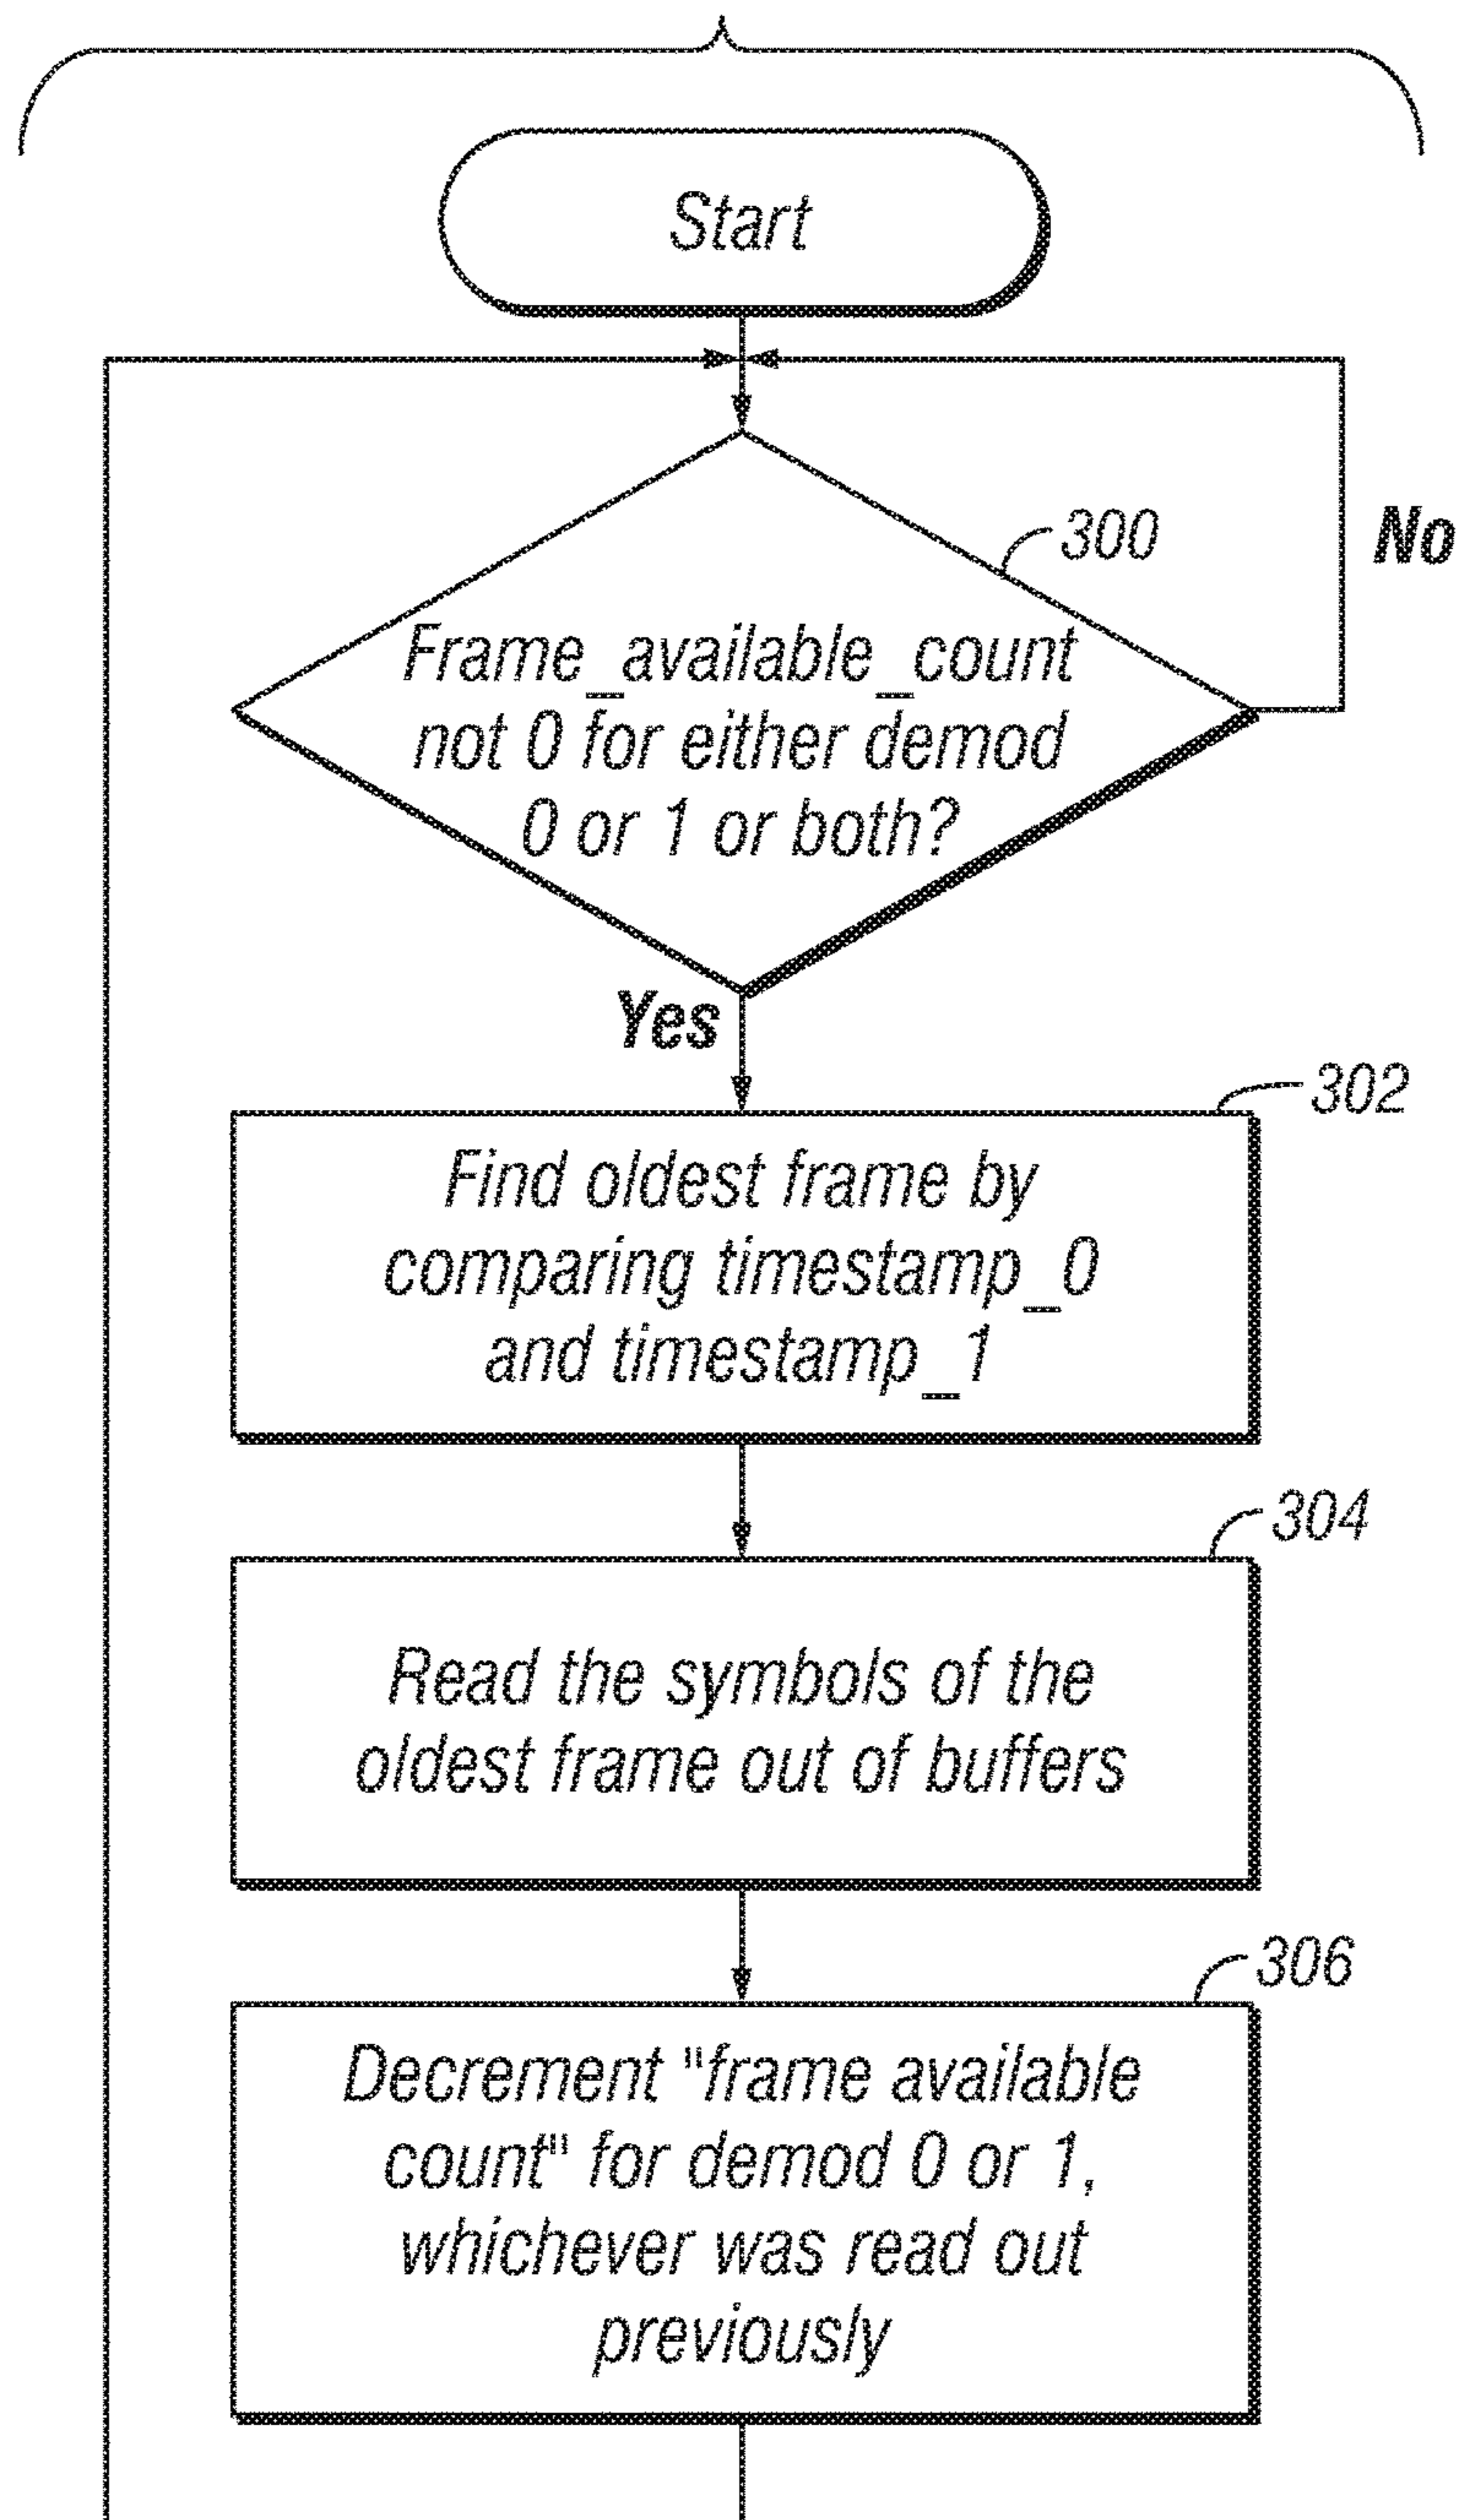 Start
300
No
Frame_available_count
not 0 for either demod
0 or 1 or both?
Yes
302
Find oldest frame by
comparing timestamp_0
and timestamp_1
304
Read the symbols of the
oldest frame out of buffers
306
Decrement "frame available
count" for demod 0 or 1,
whichever was read out
previously